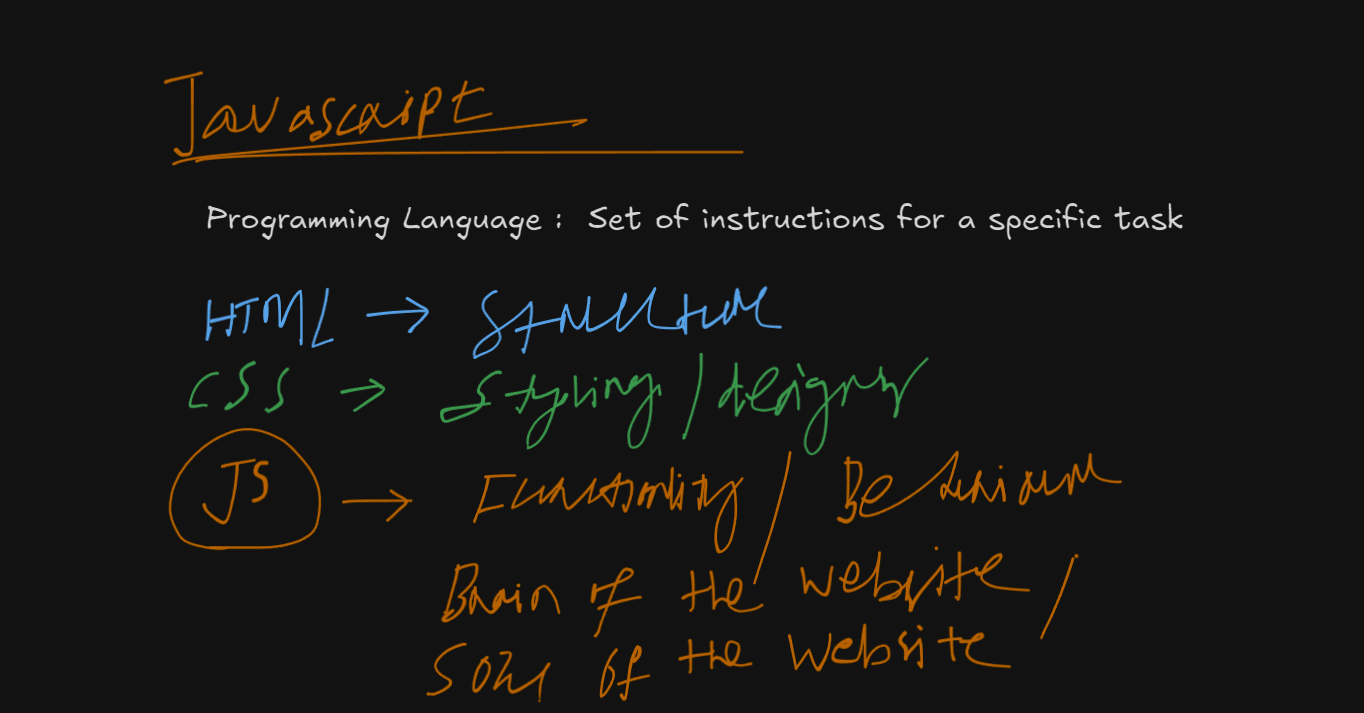 Javascript
Programming Language : Set of instructions for a specific task
HTML → Structure
CSS → Styling / designing
JS → Functionality / Behaviour
Brain of the website /
Soul of the website